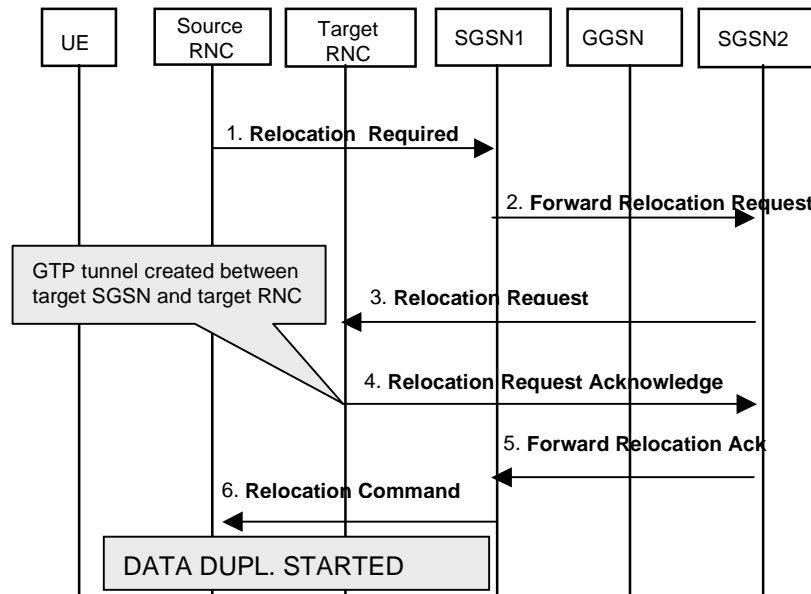 UE
Source
RNC
Target
RNC
SGSN1
GGSN
SGSN2
1. Relocation Required
2. Forward Relocation Request
GTP tunnel created between
target SGSN and target RNC
3. Relocation Request
4. Relocation Request Acknowledge
5. Forward Relocation Ack
6. Relocation Command
DATA DUPL. STARTED